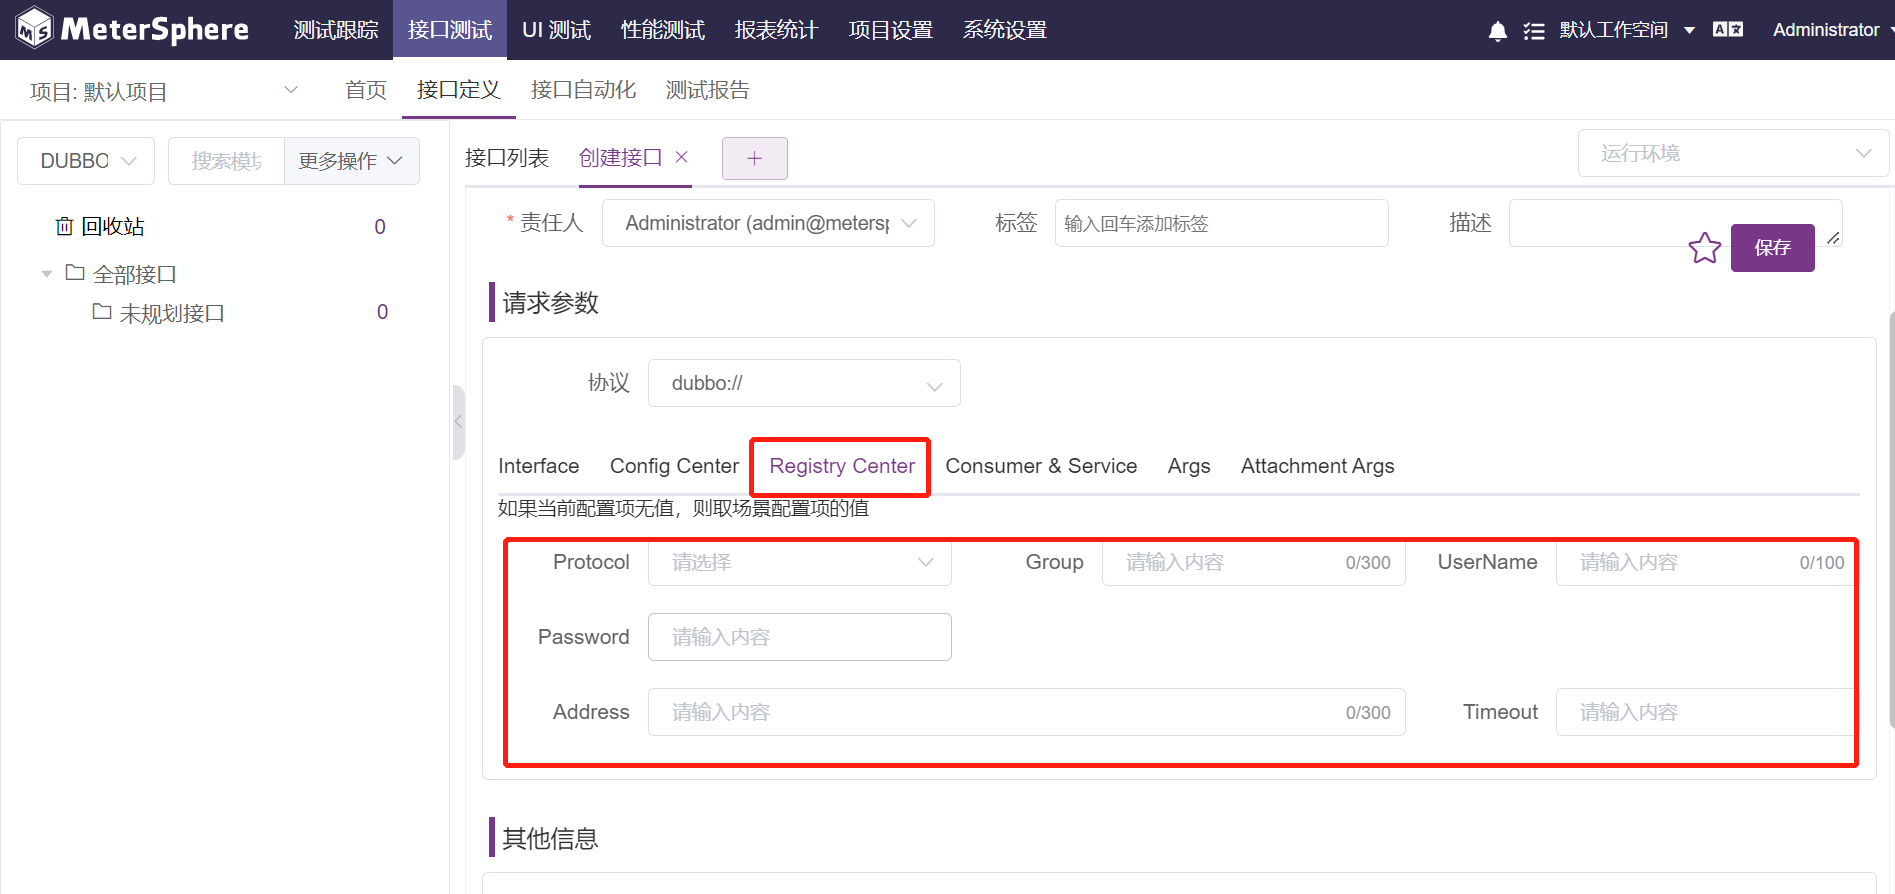 MeterSphere 测试跟踪 接口测试 UI 测试 性能测试 报表统计 项目设置 系统设置 默认工作空间 Administrator
项目: 默认项目 首页 接口定义 接口自动化 测试报告
DUBBO 搜索模块 更多操作 接口列表 创建接口 × + 运行环境
回收站 0
全部接口
未规划接口 0
* 责任人 Administrator (admin@metersp 标签 输入回车添加标签 描述
保存
请求参数
协议 dubbo://
Interface Config Center Registry Center Consumer & Service Args Attachment Args
如果当前配置项无值，则取场景配置项的值
Protocol 请选择 Group 请输入内容 0/300 UserName 请输入内容 0/100
Password 请输入内容
Address 请输入内容 0/300 Timeout 请输入内容
其他信息